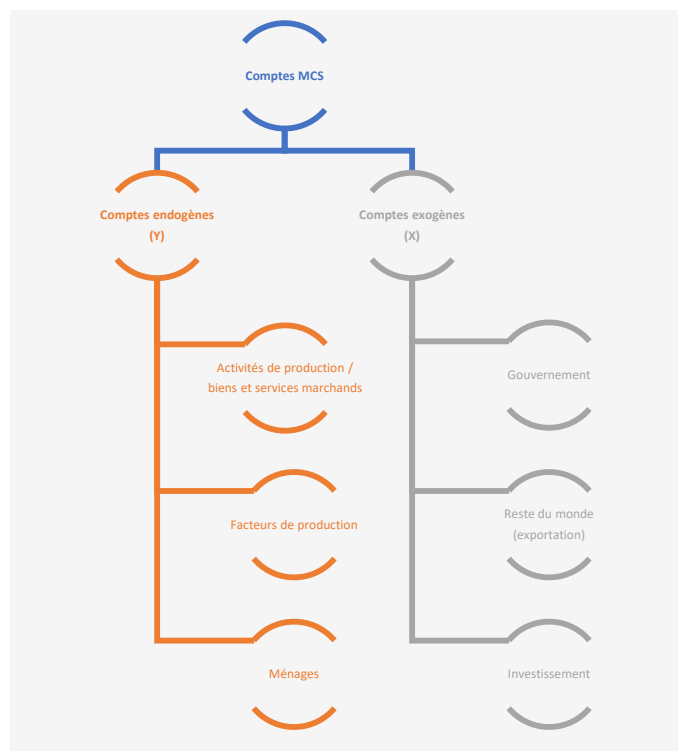 Comptes MCS
Comptes endogènes
(Y)
Comptes exogènes
(X)
Activités de production /
biens et services marchands
Gouvernement
Facteurs de production
Reste du monde
(exportation)
Ménages
Investissement